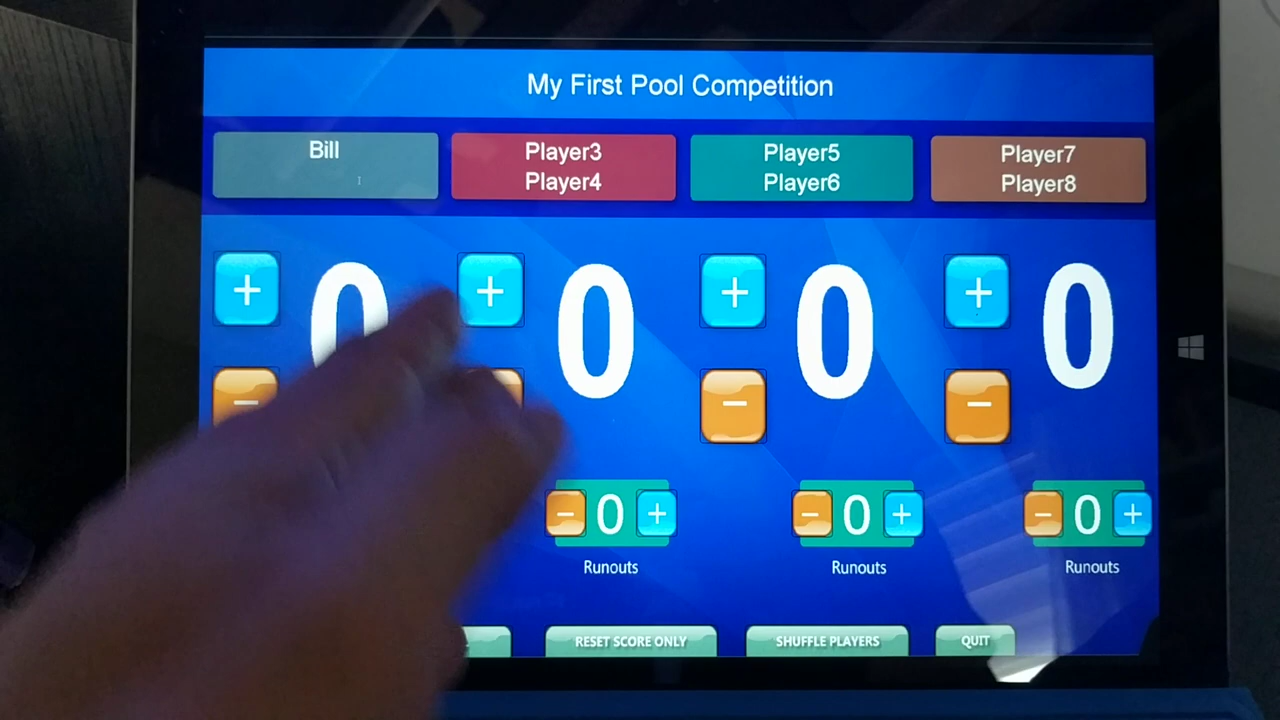 My First Pool Competition
Bill
Player3
Player4
Player5
Player6
Player7
Player8
+ 0 + 0 + 0 + 0
- - - -
- 0 + - 0 + - 0 +
Runouts Runouts Runouts
RESET SCORE ONLY SHUFFLE PLAYERS QUIT